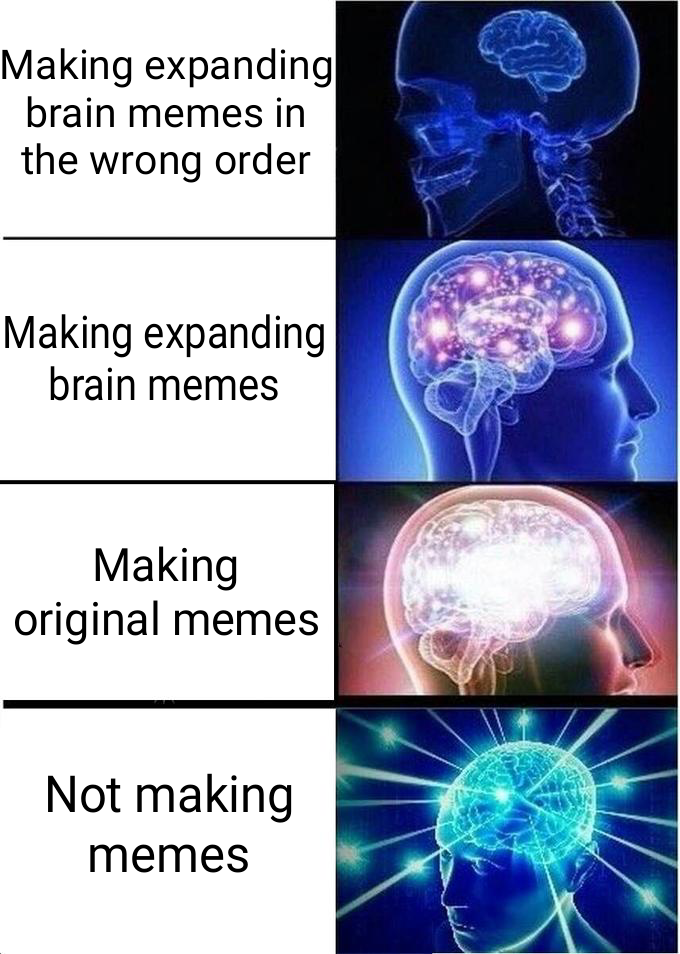 Making expanding
brain memes in
the wrong order
Making expanding
brain memes
Making
original memes
Not making
memes